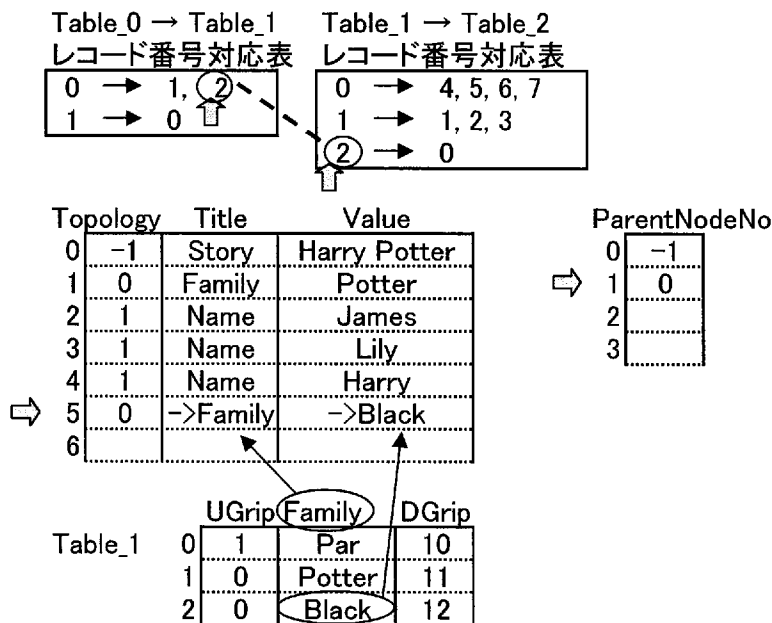 Table_0 → Table_1 Table_1 → Table_2
レコード番号対応表 レコード番号対応表
0 → 1, 2 0 → 4, 5, 6, 7
1 → 0 1 → 1, 2, 3
2 → 0
Topology Title Value ParentNodeNo
0 -1 Story Harry Potter 0 -1
1 0 Family Potter 1 0
2 1 Name James 2
3 1 Name Lily 3
4 1 Name Harry
5 0 ->Family ->Black
6
UGrip Family DGrip
Table_1 0 1 Par 10
1 0 Potter 11
2 0 Black 12